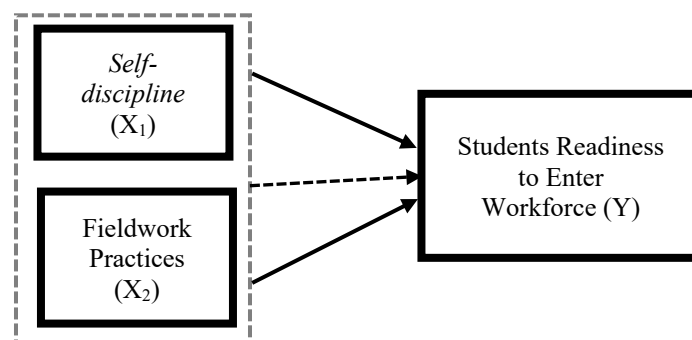 Self-
discipline
(X₁)
Fieldwork
Practices
(X₂)
Students Readiness
to Enter
Workforce (Y)